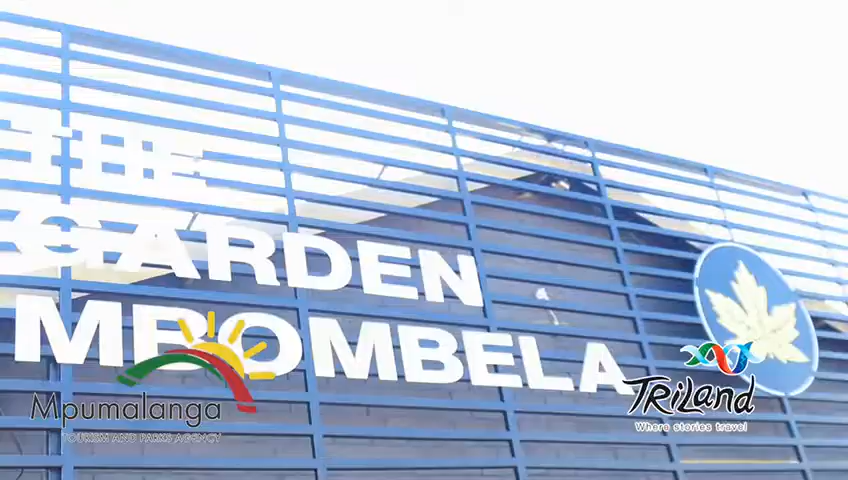 THE
GARDEN
MBOMBELA
Mpumalanga
TOURISM AND PARKS AGENCY
TRILAND
Where stories travel